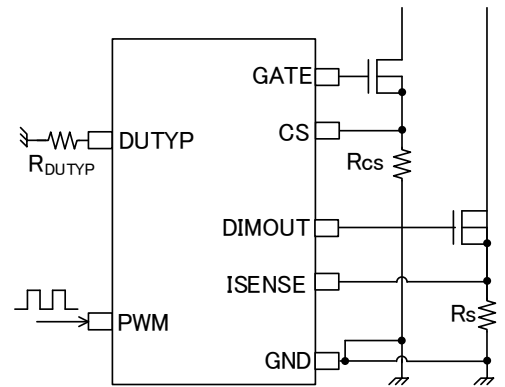 GATE
DUTYP
CS
RDUTYP
Rcs
DIMOUT
ISENSE
Rs
PWM
GND